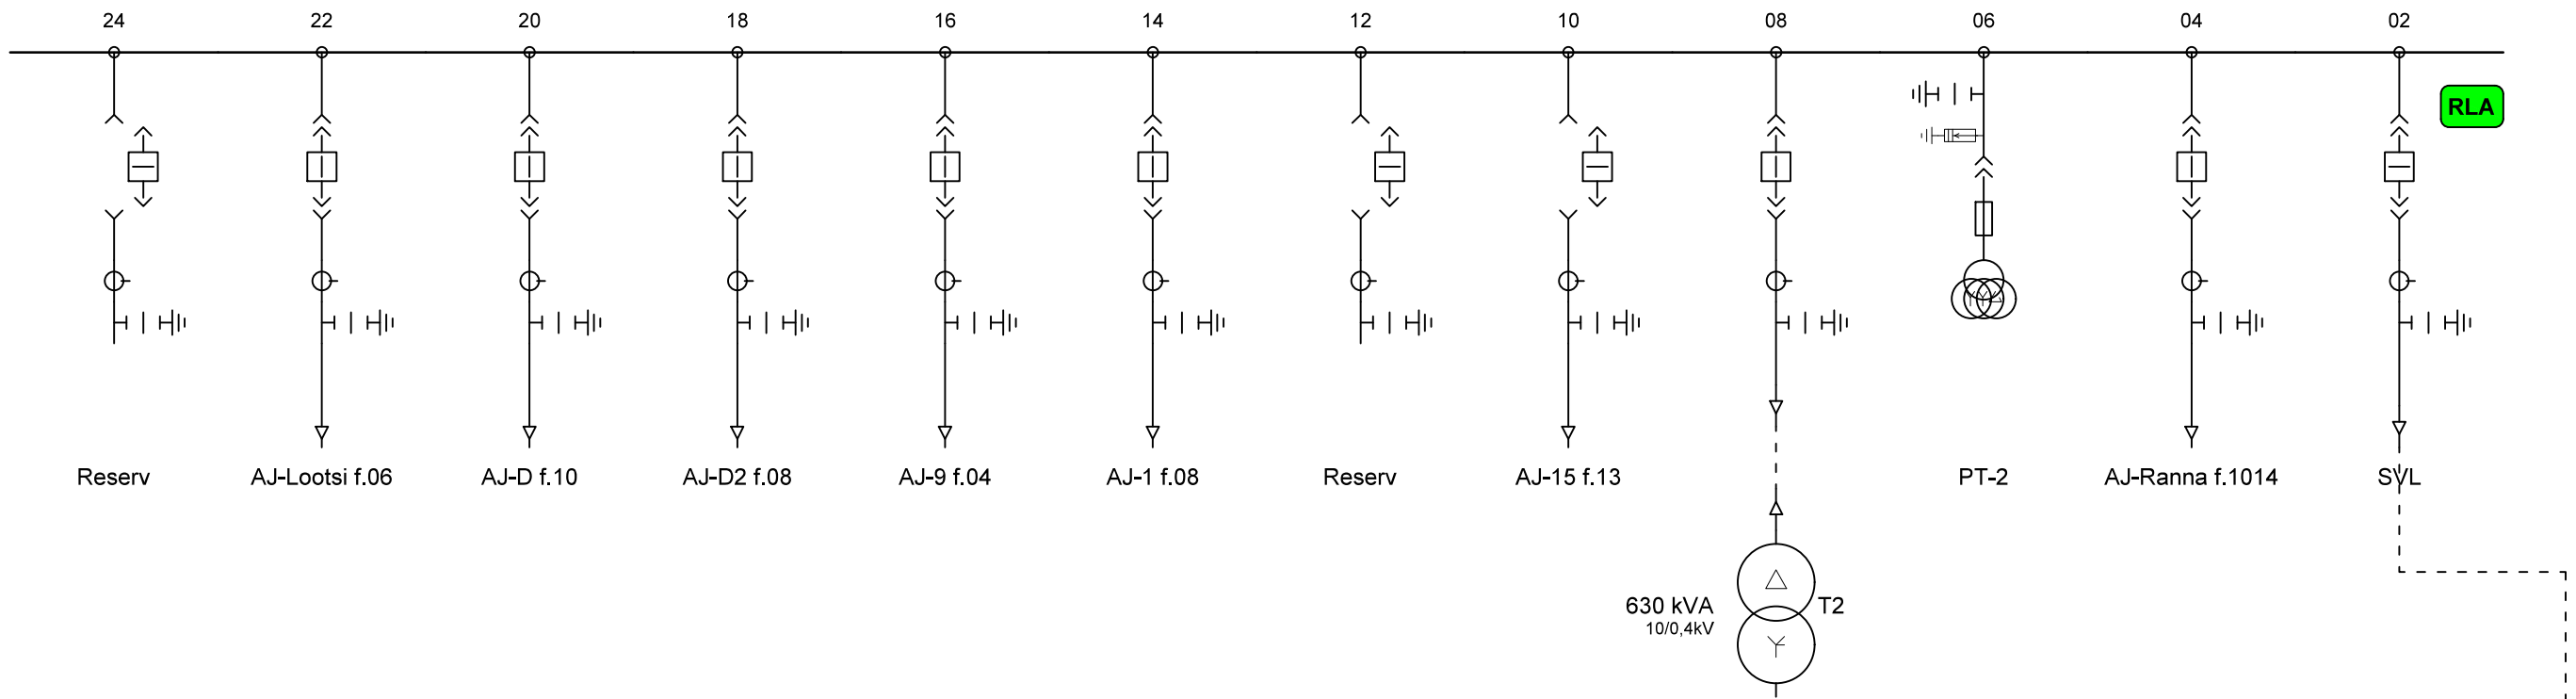 24 22 20 18 16 14 12 10 08 06 04 02
RLA
Reserv AJ-Lootsi f.06 AJ-D f.10 AJ-D2 f.08 AJ-9 f.04 AJ-1 f.08 Reserv AJ-15 f.13 PT-2 AJ-Ranna f.1014 SVL
630 kVA T2
10/0,4kV